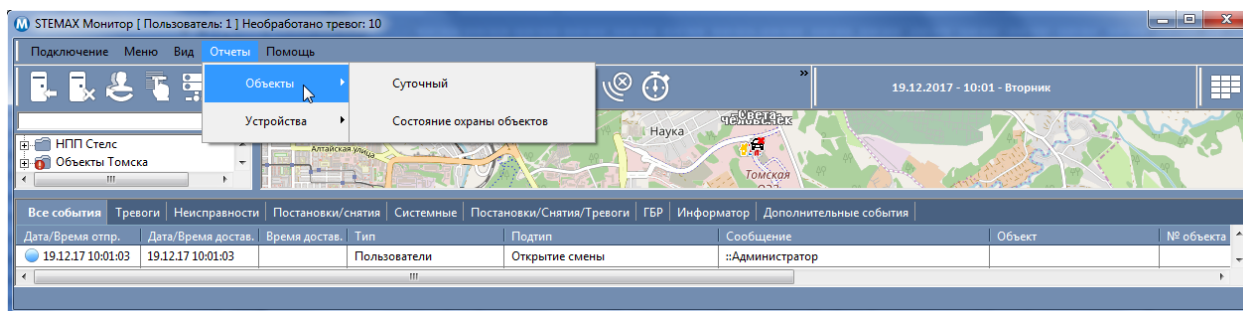 STEMAX Монитор [ Пользователь: 1 ] Необработано тревог: 10
Подключение Меню Вид Отчеты Помощь
Объекты Суточный
Устройства Состояние охраны объектов
19.12.2017 - 10:01 - Вторник
НПП Стелс
Объекты Томска
Алтайская улица
Наука
Томская
Все события Тревоги Неисправности Постановки/снятия Системные Постановки/Снятия/Тревоги ГБР Информатор Дополнительные события
Дата/Время отпр. Дата/Время достав. Время достав. Тип Подтип Сообщение Объект № объекта
19.12.17 10:01:03 19.12.17 10:01:03 Пользователи Открытие смены ::Администратор